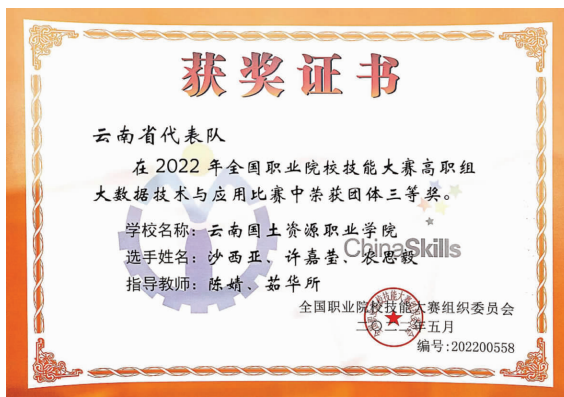 获奖证书
云南省代表队
在2022年全国职业院校技能大赛高职组
大数据技术与应用比赛中荣获团体三等奖。
学校名称：云南国土资源职业学院
选手姓名：沙西亚、许嘉莹、农思毅
指导教师：陈婧、茹华所
ChinaSkills
全国职业院校技能大赛组织委员会
二〇二二年五月
编号:202200558